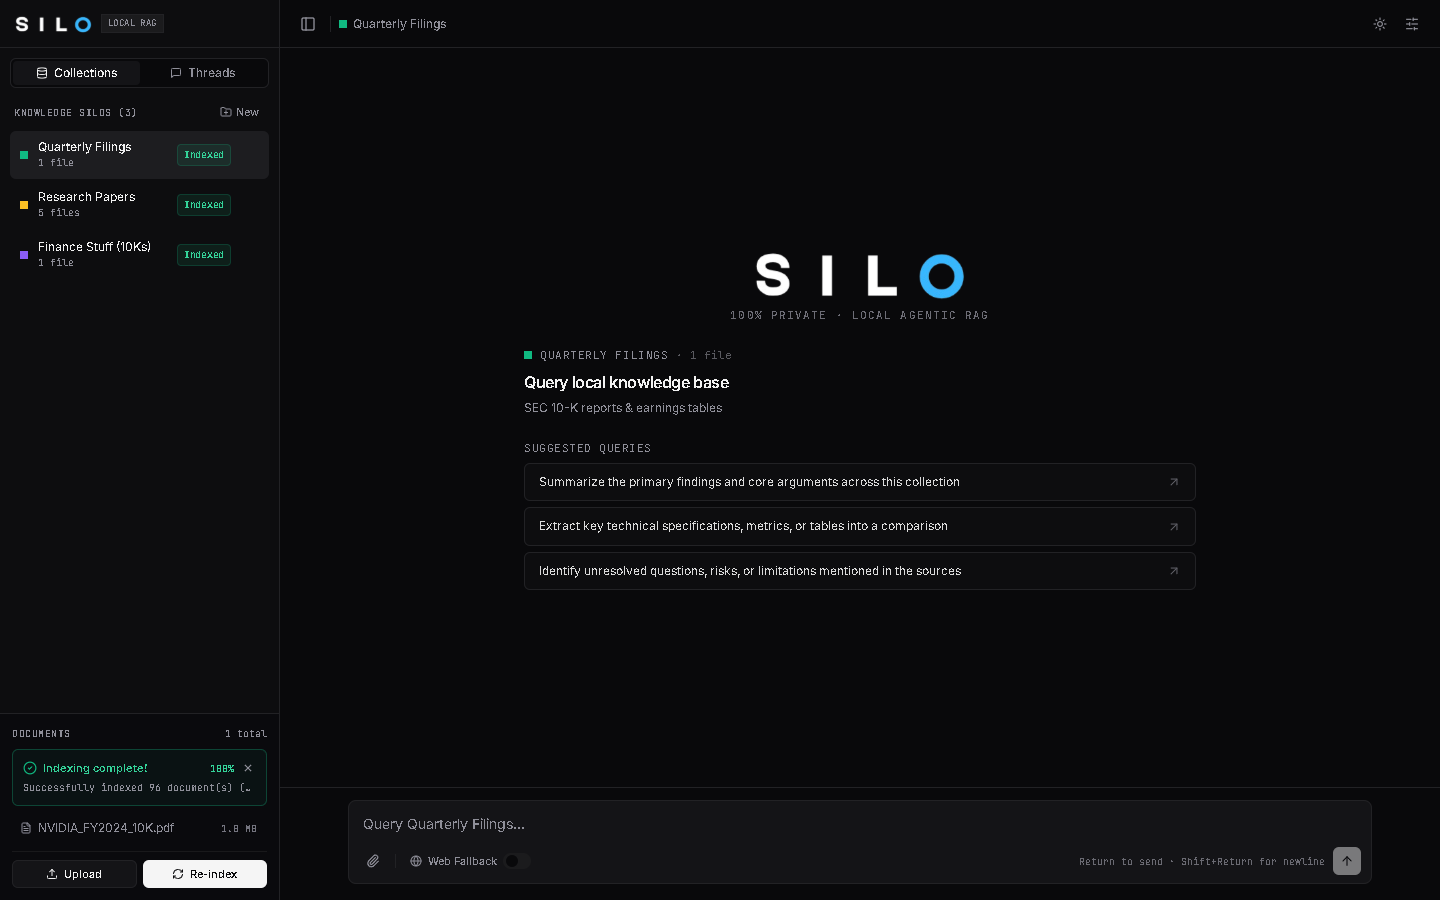 SILO LOCAL RAG
Quarterly Filings
Collections Threads
KNOWLEDGE SILOS (3) New
Quarterly Filings
1 file
Indexed
Research Papers
5 files
Indexed
Finance Stuff (10Ks)
1 file
Indexed
SILO
100% PRIVATE · LOCAL AGENTIC RAG
QUARTERLY FILINGS · 1 file
Query local knowledge base
SEC 10-K reports & earnings tables
SUGGESTED QUERIES
Summarize the primary findings and core arguments across this collection
Extract key technical specifications, metrics, or tables into a comparison
Identify unresolved questions, risks, or limitations mentioned in the sources
DOCUMENTS 1 total
Indexing complete! 100%
Successfully indexed 96 document(s) (…
NVIDIA_FY2024_10K.pdf 1.8 MB
Upload Re-index
Query Quarterly Filings...
Web Fallback
Return to send · Shift+Return for newline